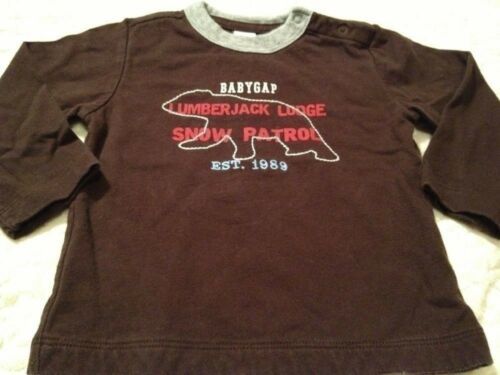 BABYGAP
LUMBERJACK LODGE
SNOW PATROL
EST. 1989